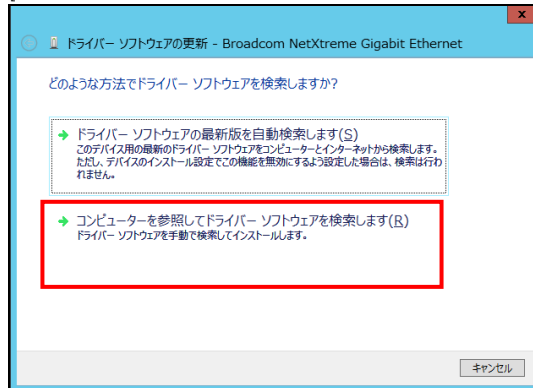 x
ドライバー ソフトウェアの更新 - Broadcom NetXtreme Gigabit Ethernet
どのような方法でドライバー ソフトウェアを検索しますか?
ドライバー ソフトウェアの最新版を自動検索します(S)
このデバイス用の最新のドライバー ソフトウェアをコンピューターとインターネットから検索します。
ただし、デバイスのインストール設定でこの機能を無効にするよう設定した場合は、検索は行わ
れません。
コンピューターを参照してドライバー ソフトウェアを検索します(R)
ドライバー ソフトウェアを手動で検索してインストールします。
キャンセル